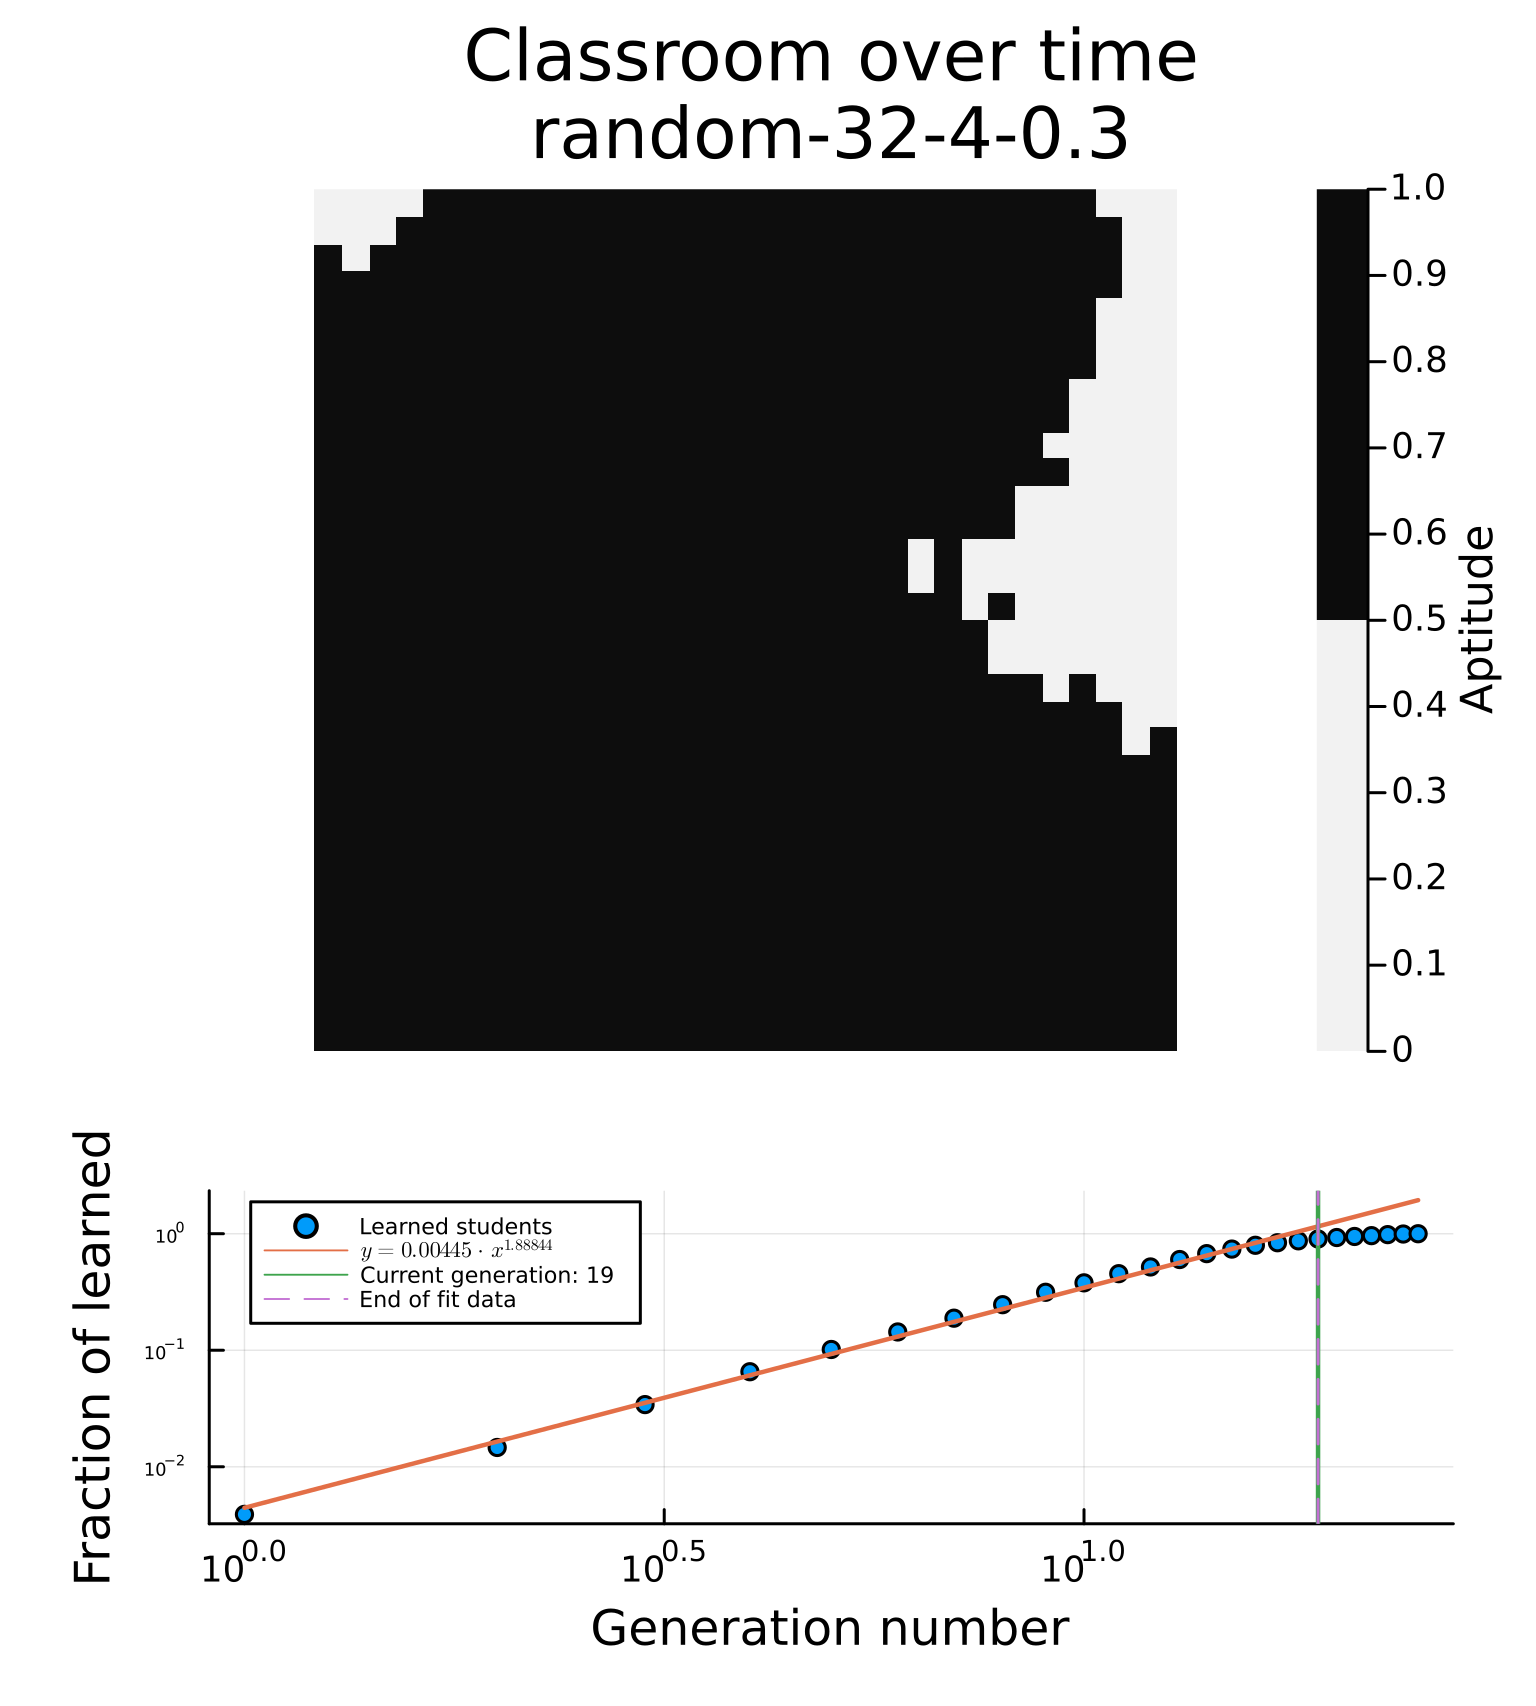 Classroom over time
random-32-4-0.3
1.0
0.9
0.8
0.7
0.6
0.5
0.4
0.3
0.2
0.1
0
Aptitude
Fraction of learned
10⁰
10⁻¹
10⁻²
Learned students
y = 0.00445 · x^1.88844
Current generation: 19
End of fit data
10^0.0
10^0.5
10^1.0
Generation number